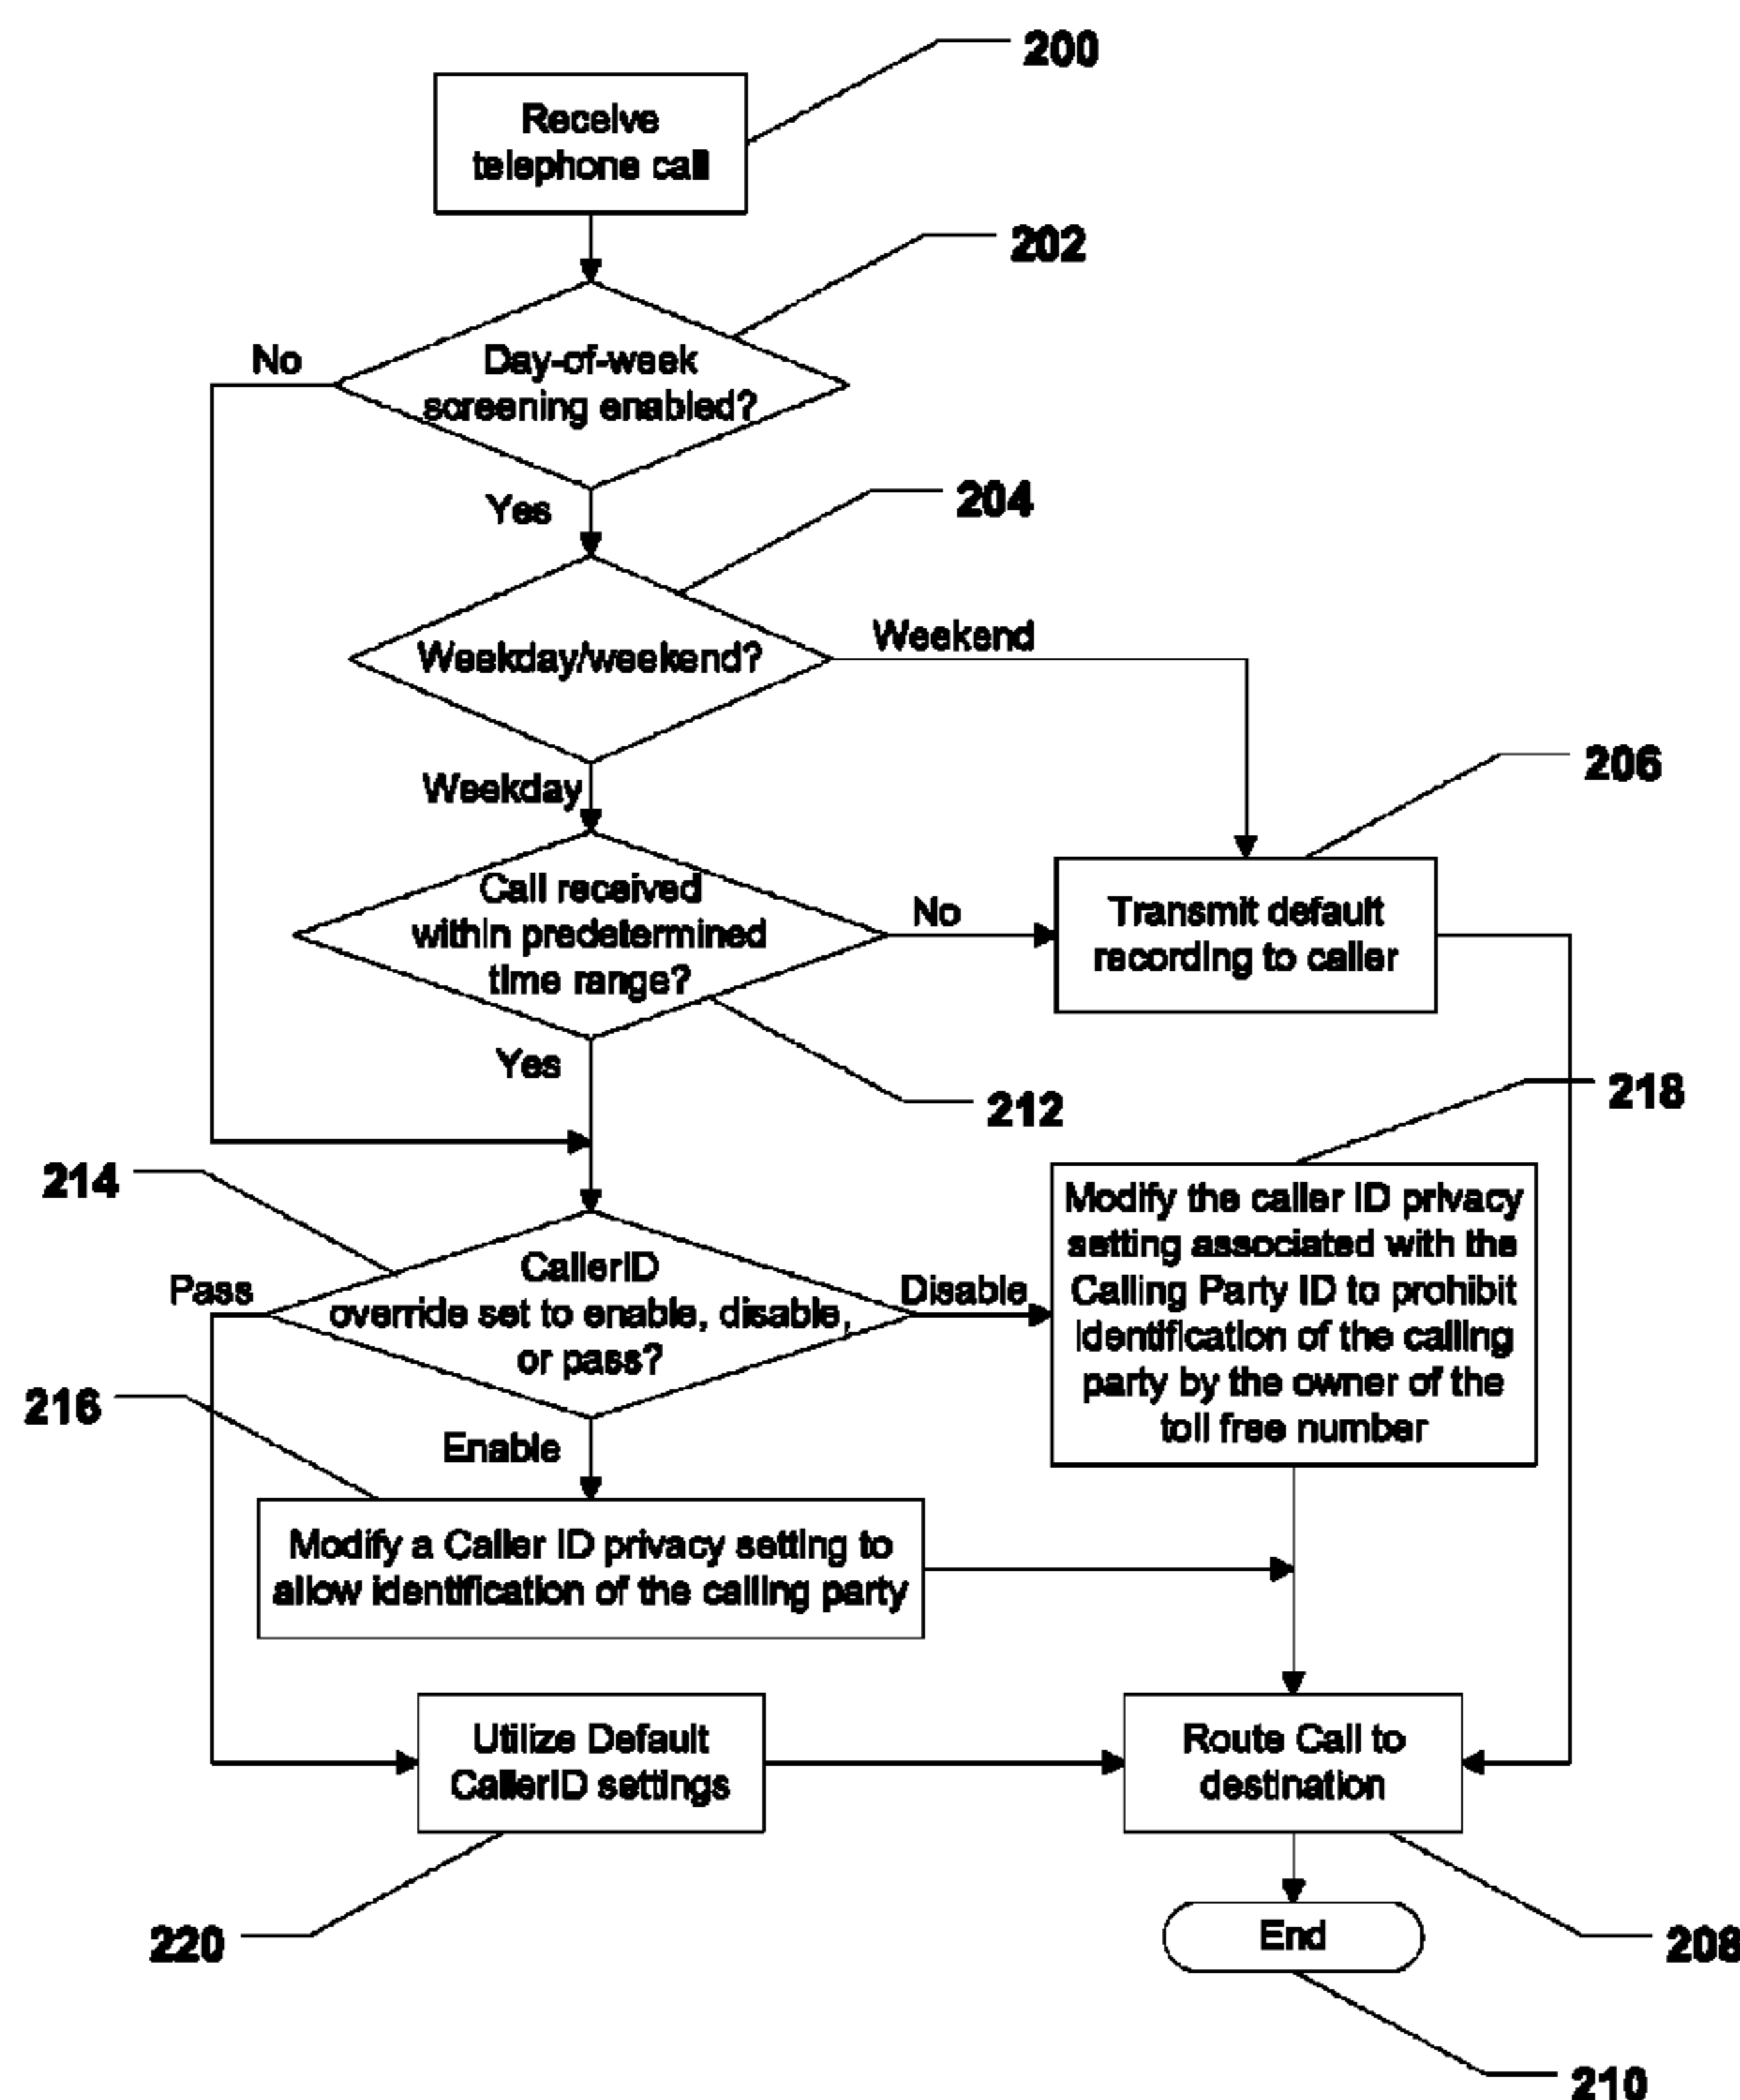 200
Receive
telephone call
202
No
Day-of-week
screening enabled?
Yes
204
Weekday/weekend?
Weekend
Weekday
206
Call received
within predetermined
time range?
No
Transmit default
recording to caller
Yes
212
218
214
Modify the caller ID privacy
setting associated with the
Calling Party ID to prohibit
identification of the calling
party by the owner of the
toll free number
Pass
CallerID
override set to enable, disable,
or pass?
Disable
216
Enable
Modify a Caller ID privacy setting to
allow identification of the calling party
Utilize Default
CallerID settings
Route Call to
destination
220
End
208
210